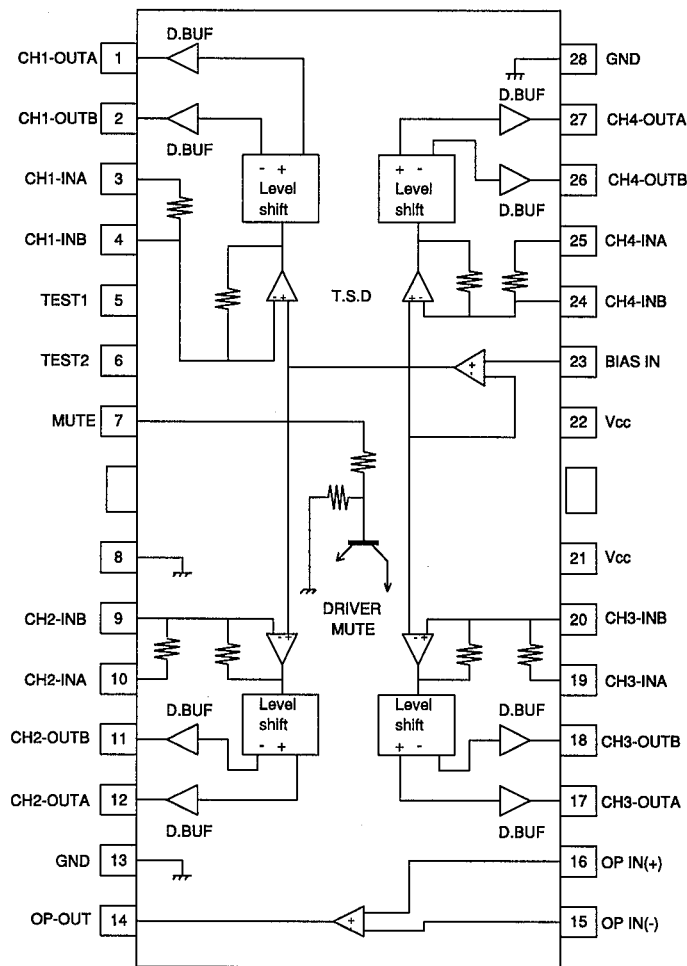 D.BUF
CH1-OUTA 1
28 GND
D.BUF
CH1-OUTB 2
27 CH4-OUTA
D.BUF
CH1-INA 3
- +
Level
shift
+ -
Level
shift
26 CH4-OUTB
D.BUF
CH1-INB 4
25 CH4-INA
TEST1 5
- +
T.S.D
+ -
24 CH4-INB
TEST2 6
+
-
23 BIAS IN
MUTE 7
22 Vcc
8
21 Vcc
DRIVER
MUTE
CH2-INB 9
- +
+ -
20 CH3-INB
CH2-INA 10
19 CH3-INA
D.BUF
Level
shift
- +
Level
shift
+ -
D.BUF
CH2-OUTB 11
18 CH3-OUTB
CH2-OUTA 12
17 CH3-OUTA
D.BUF
D.BUF
GND 13
16 OP IN(+)
OP-OUT 14
+
-
15 OP IN(-)